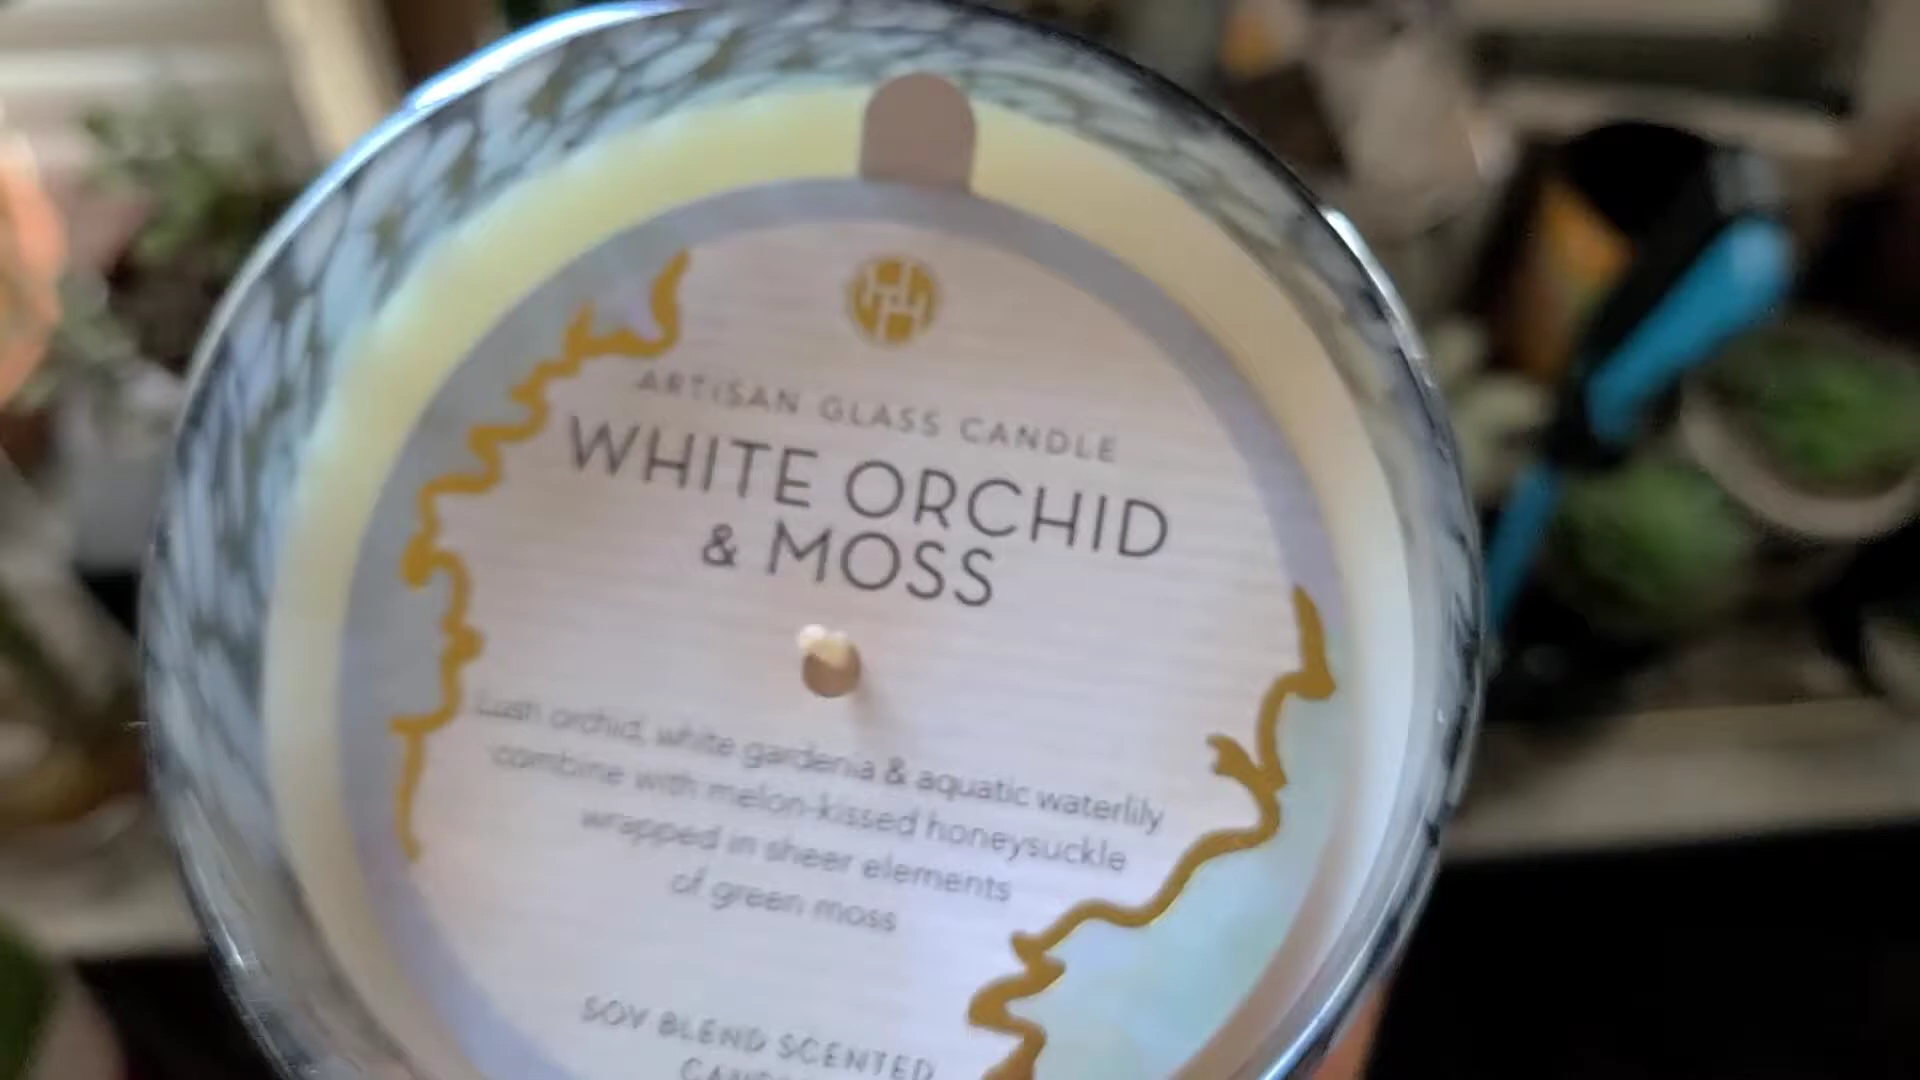 ARTISAN GLASS CANDLE
WHITE ORCHID
& MOSS
Lush orchid, white gardenia & aquatic waterlily
combine with melon-kissed honeysuckle
wrapped in sheer elements
of green moss
SOY BLEND SCENTED